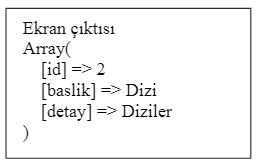 Ekran çıktısı
Array(
[id] => 2
[baslik] => Dizi
[detay] => Diziler
)